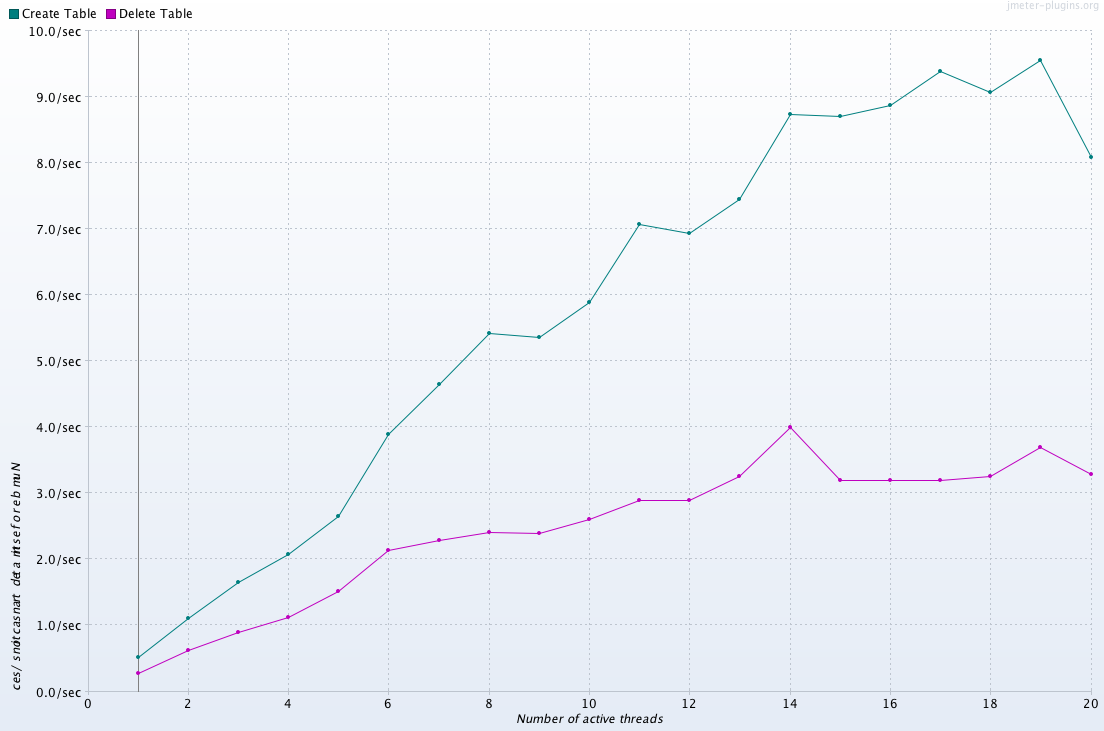 jmeter-plugins.org
Create Table Delete Table
10.0/sec
9.0/sec
8.0/sec
7.0/sec
6.0/sec
5.0/sec
4.0/sec
3.0/sec
2.0/sec
1.0/sec
0.0/sec
0 2 4 6 8 10 12 14 16 18 20
Number of active threads